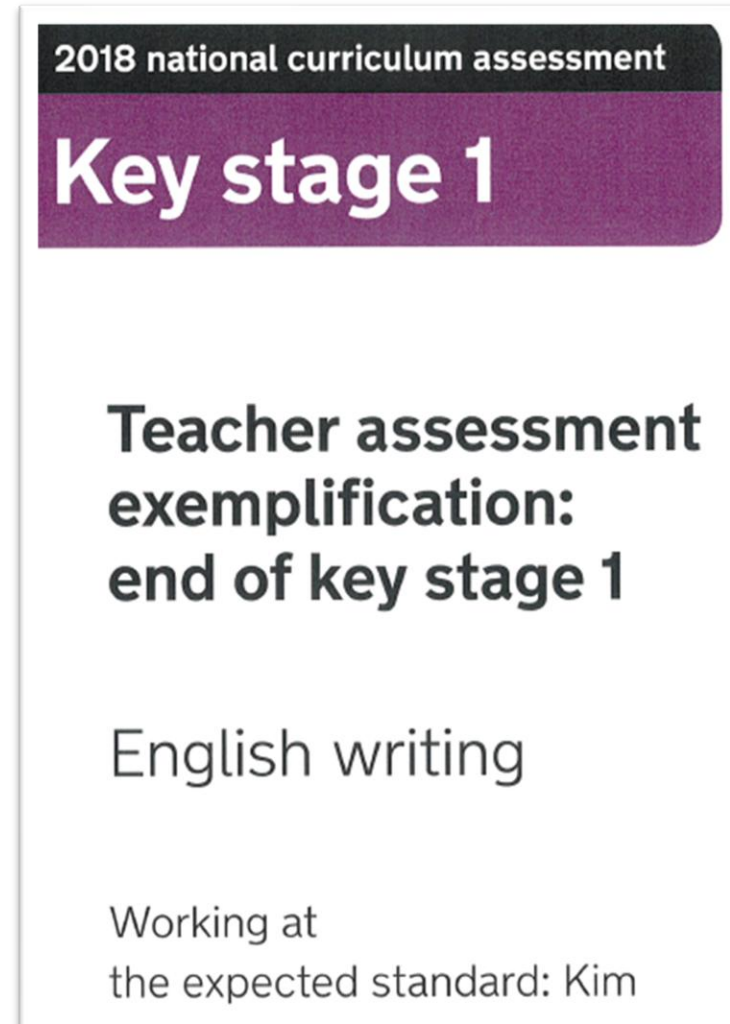 2018 national curriculum assessment
Key stage 1
Teacher assessment
exemplification:
end of key stage 1
English writing
Working at
the expected standard: Kim